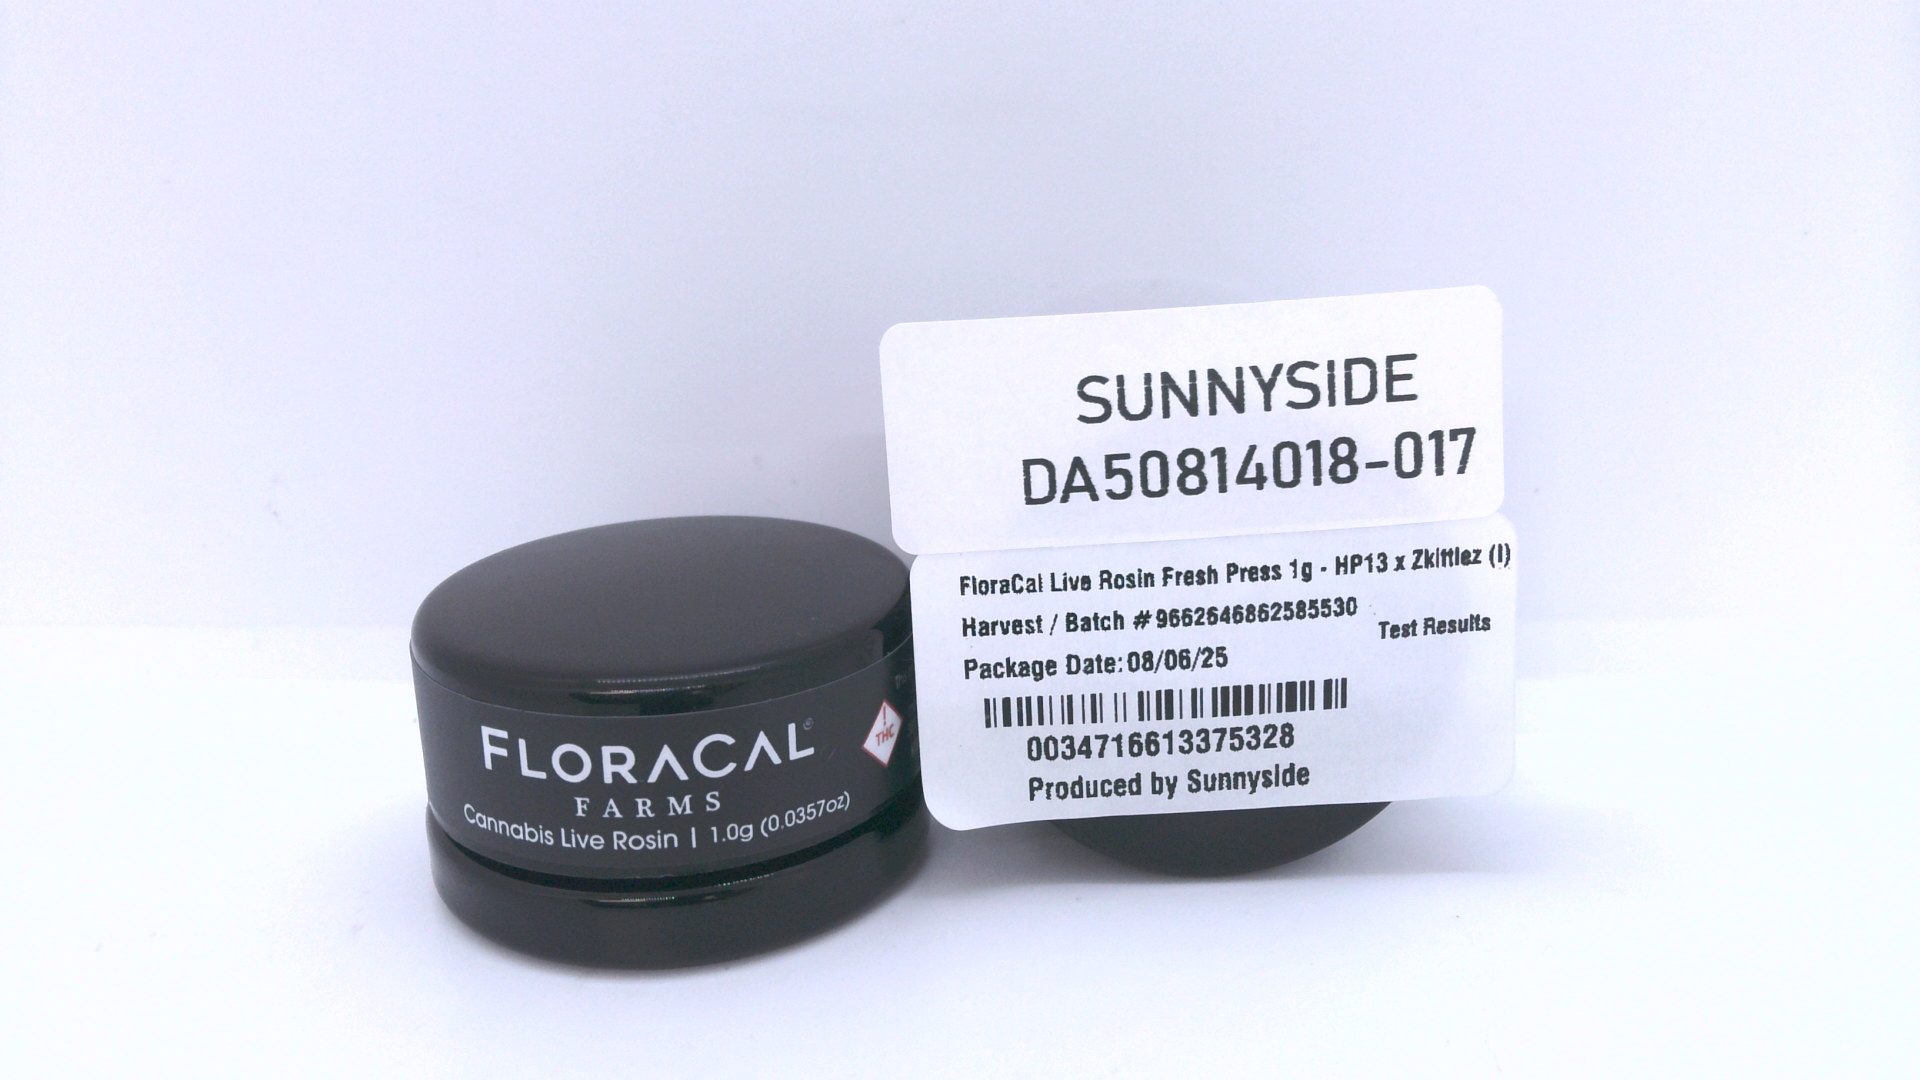 FLORACAL®
FARMS
Cannabis Live Rosin | 1.0g (0.0357oz)
!
THC
SUNNYSIDE
DA50814018-017
FloraCal Live Rosin Fresh Press 1g - HP13 x Zkittlez (I)
Harvest / Batch #9662646862585530
Test Results
Package Date: 08/06/25
0034716613375328
Produced by Sunnyside